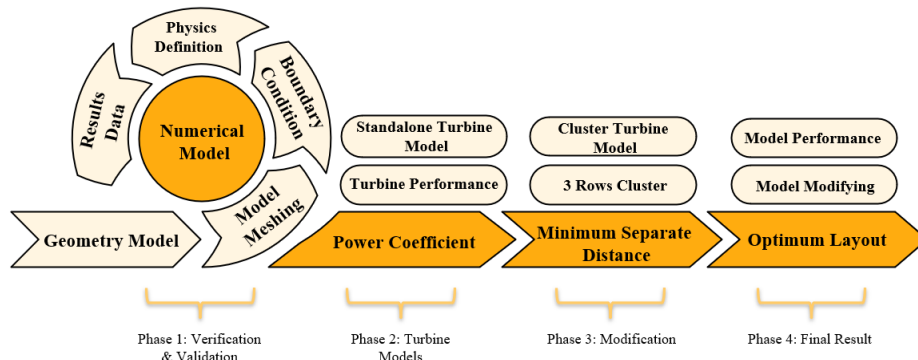 Physics
Definition
Boundary
Condition
Results
Data
Numerical
Model
Model
Meshing
Standalone Turbine
Model
Cluster Turbine
Model
Model Performance
Turbine Performance
3 Rows Cluster
Model Modifying
Geometry Model
Power Coefficient
Minimum Separate
Distance
Optimum Layout
Phase 1: Verification
& Validation
Phase 2: Turbine
Models
Phase 3: Modification
Phase 4: Final Result